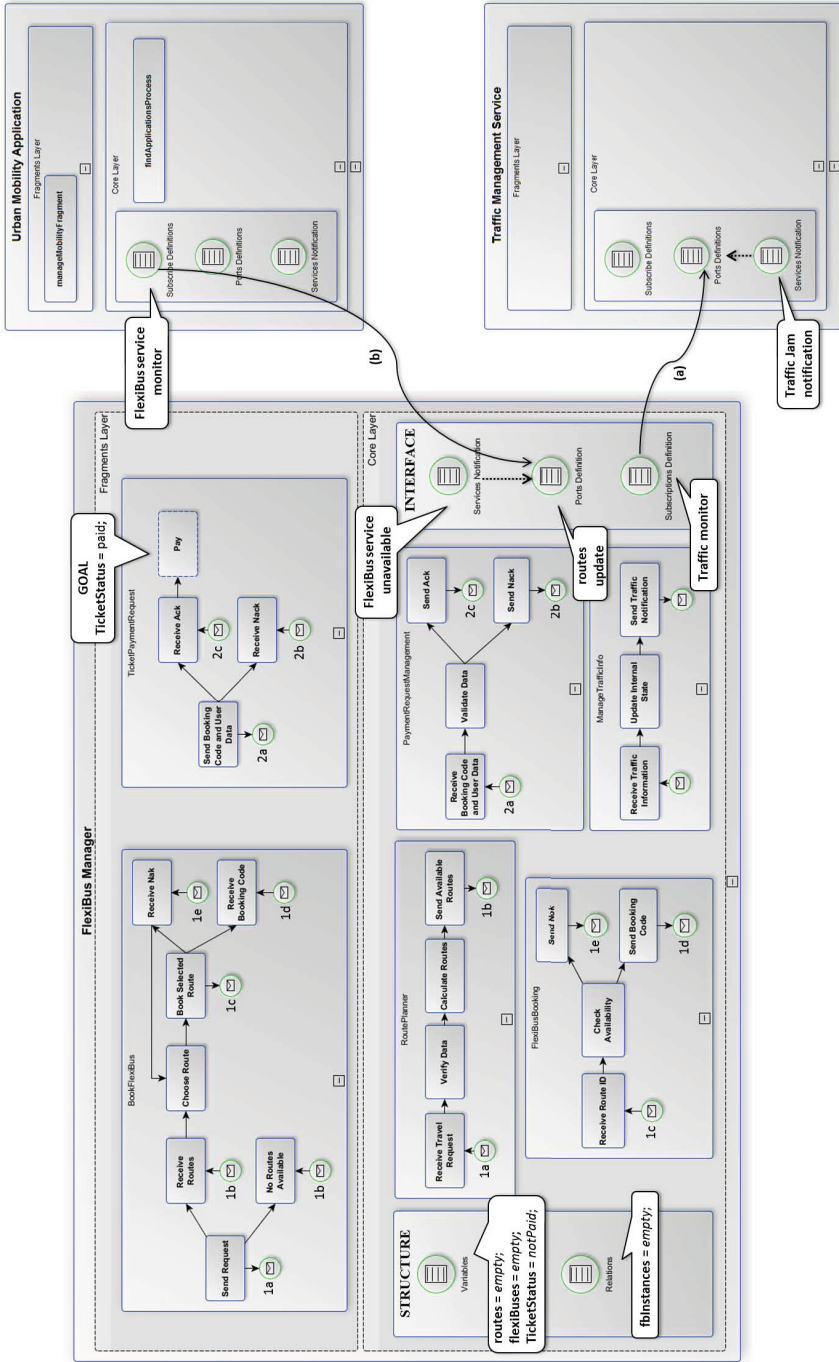 FlexiBus Manager
Fragments Layer
BookFlexiBus
Send Request
1a
Receive
Routes
1b
No Routes
Available
1b
Choose Route
Book Selected
Route
1c
Receive Nak
1e
Receive
Booking Code
1d
TicketPaymentRequest
Send Booking
Code and User
Data
2a
Receive Ack
2c
Receive Nack
2b
Pay
GOAL
TicketStatus = paid;
Core Layer
STRUCTURE
Variables
routes = empty;
flexiBuses = empty;
TicketStatus = notPaid;
Relations
fbInstances = empty;
RoutePlanner
Receive Travel
Request
1a
Verify Data
Calculate Routes
Send Available
Routes
1b
FlexiBusBooking
Receive Route ID
1c
Check
Availability
Send Nok
1e
Send Booking
Code
1d
PaymentRequestManagement
Receive
Booking Code
and User Data
2a
Validate Data
Send Ack
2c
Send Nack
2b
ManageTrafficInfo
Receive Traffic
Information
Update Internal
State
Send Traffic
Notification
INTERFACE
Services Notification
FlexiBus service
unavailable
Ports Definition
routes
update
Subscriptions Definition
Traffic monitor
(b)
(a)
Urban Mobility Application
Fragments Layer
manageMobilityFragment
Core Layer
findApplicationsProcess
Subscribe Definitions
Ports Definitions
Services Notification
FlexiBus service
monitor
Traffic Management Service
Fragments Layer
Core Layer
Subscribe Definitions
Ports Definitions
Services Notification
Traffic Jam
notification